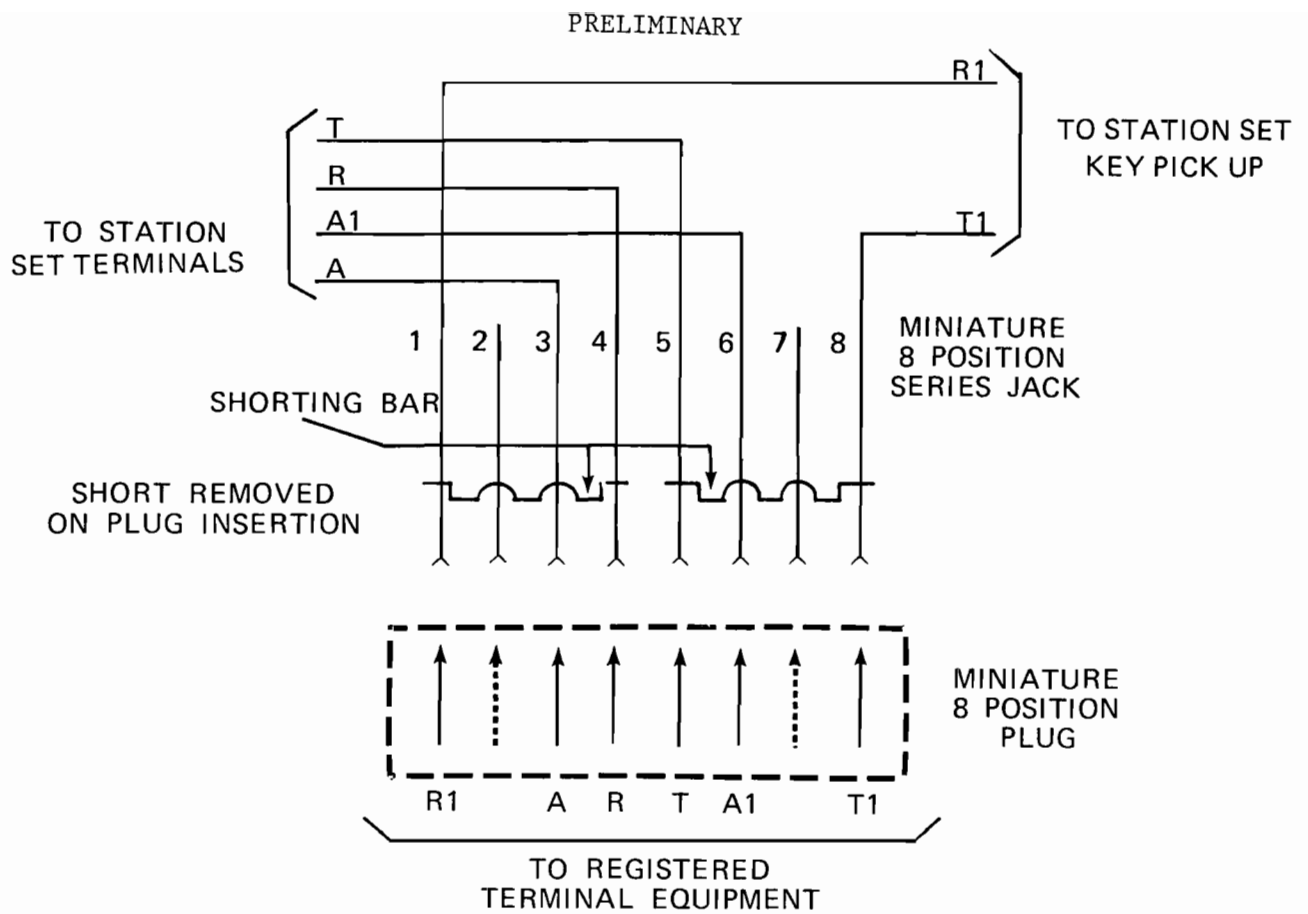 PRELIMINARY
R1
TO STATION SET
KEY PICK UP
T
R
A1
A
TO STATION
SET TERMINALS
T1
1 2 3 4 5 6 7 8
MINIATURE
8 POSITION
SERIES JACK
SHORTING BAR
SHORT REMOVED
ON PLUG INSERTION
MINIATURE
8 POSITION
PLUG
R1 A R T A1 T1
TO REGISTERED
TERMINAL EQUIPMENT